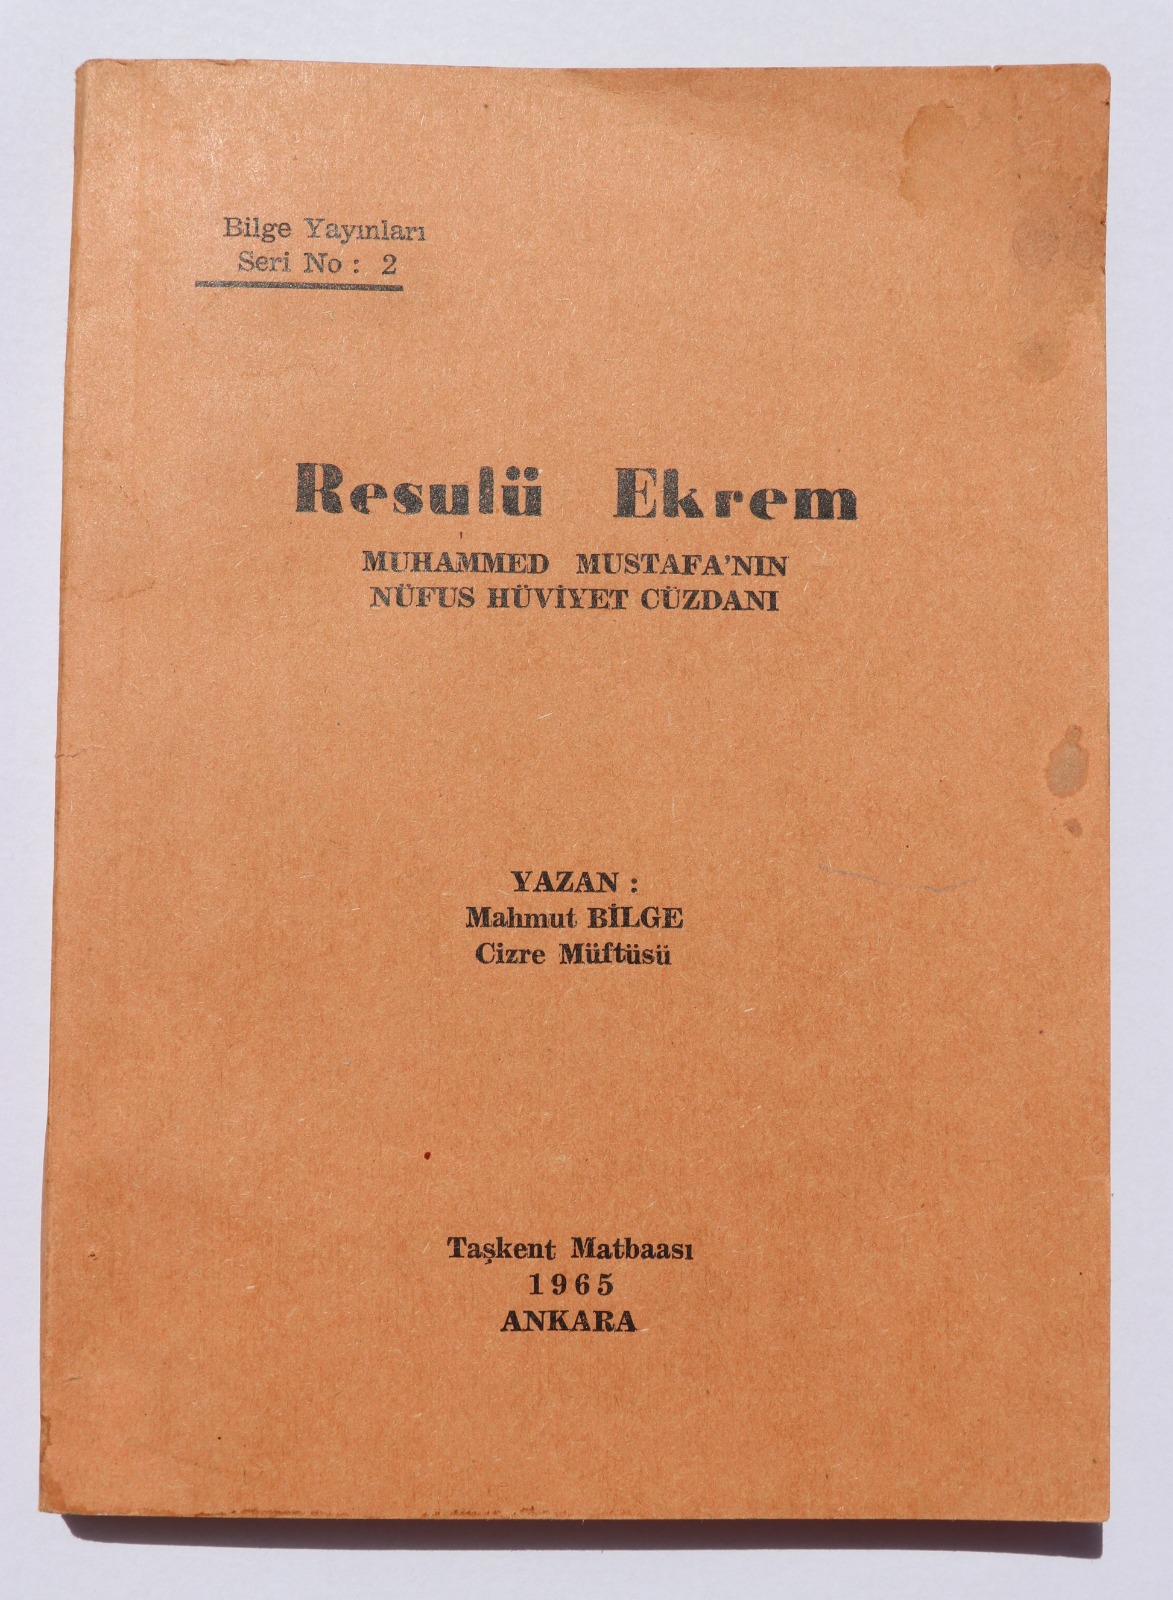 Bilge Yayınları
Seri No : 2
Resulü Ekrem
MUHAMMED MUSTAFA'NIN
NÜFUS HÜVİYET CÜZDANI
YAZAN :
Mahmut BİLGE
Cizre Müftüsü
Taşkent Matbaası
1965
ANKARA